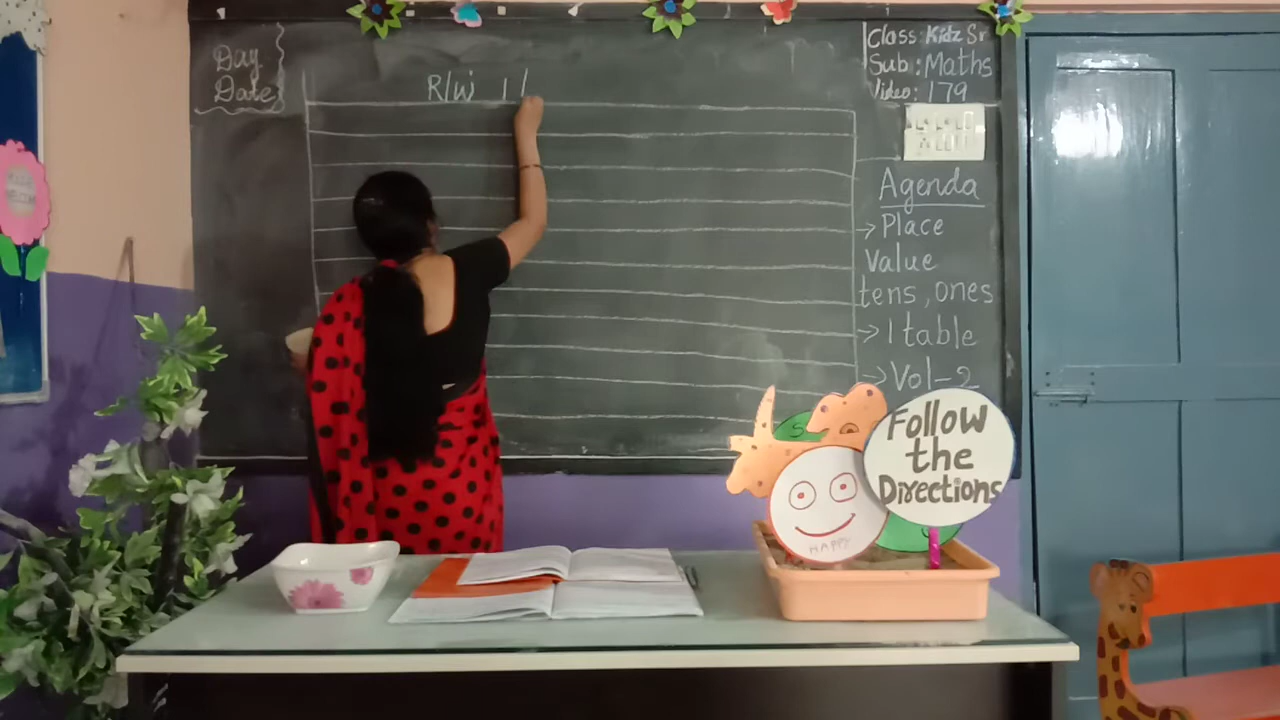 Day
Date
R/W 1 /
Class: Kidz Sr
Sub: Maths
Video: 179
Agenda
→ Place
Value
tens, ones
→ 1 table
→ Vol-2
Follow
the
Directions
HAPPY
S